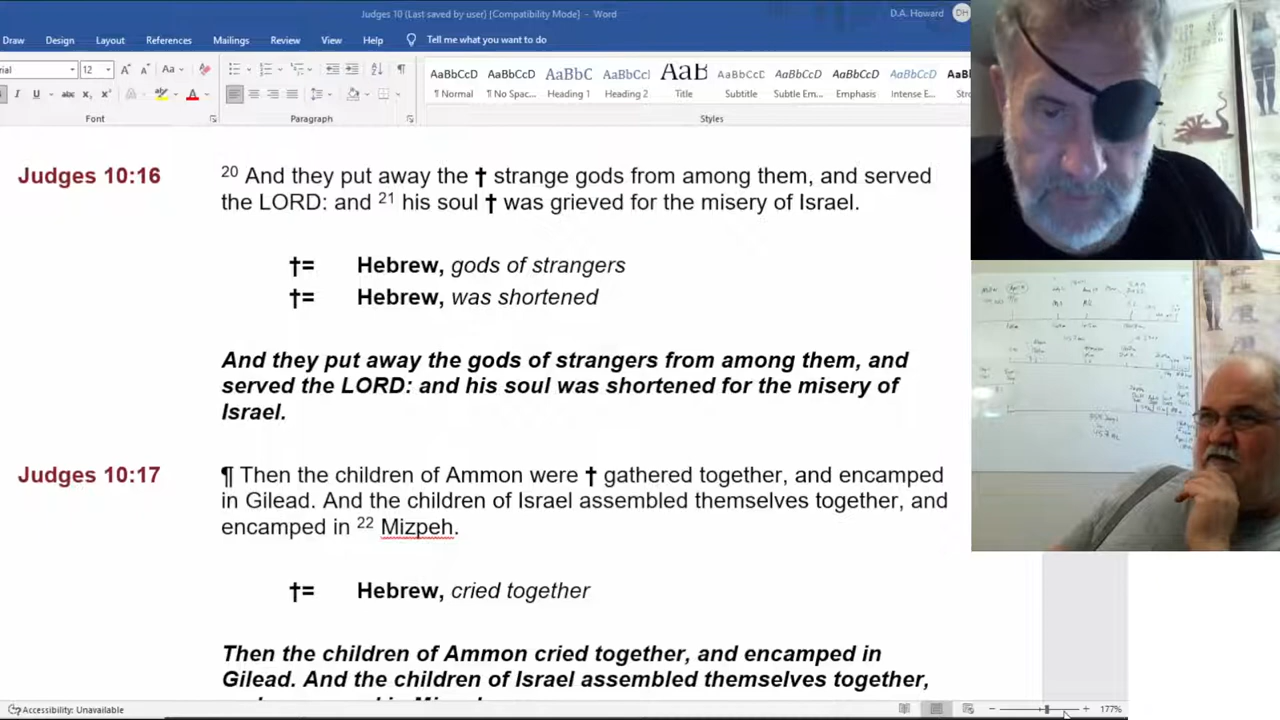 Judges 10 (Last saved by user) [Compatibility Mode] - Word
D.A. Howard DH
Draw Design Layout References Mailings Review View Help Tell me what you want to do
12
AaBbCcD AaBbCcD AaBbC AaBbCc AaB AaBbCcD AaBbCcD AaBbCcD AaBbCcD
¶ Normal ¶ No Spac... Heading 1 Heading 2 Title Subtitle Subtle Em... Emphasis Intense E...
Font Paragraph Styles
Judges 10:16 20 And they put away the † strange gods from among them, and served
the LORD: and 21 his soul † was grieved for the misery of Israel.
†= Hebrew, gods of strangers
†= Hebrew, was shortened
And they put away the gods of strangers from among them, and
served the LORD: and his soul was shortened for the misery of
Israel.
Judges 10:17 ¶ Then the children of Ammon were † gathered together, and encamped
in Gilead. And the children of Israel assembled themselves together, and
encamped in 22 Mizpeh.
†= Hebrew, cried together
Then the children of Ammon cried together, and encamped in
Gilead. And the children of Israel assembled themselves together,
Accessibility: Unavailable
177%